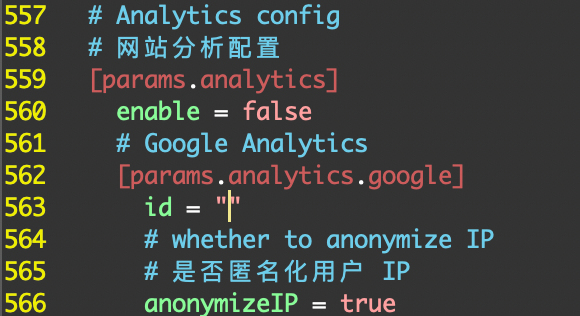 557 # Analytics config
558 # 网站分析配置
559 [params.analytics]
560 enable = false
561 # Google Analytics
562 [params.analytics.google]
563 id = ""
564 # whether to anonymize IP
565 # 是否匿名化用户 IP
566 anonymizeIP = true